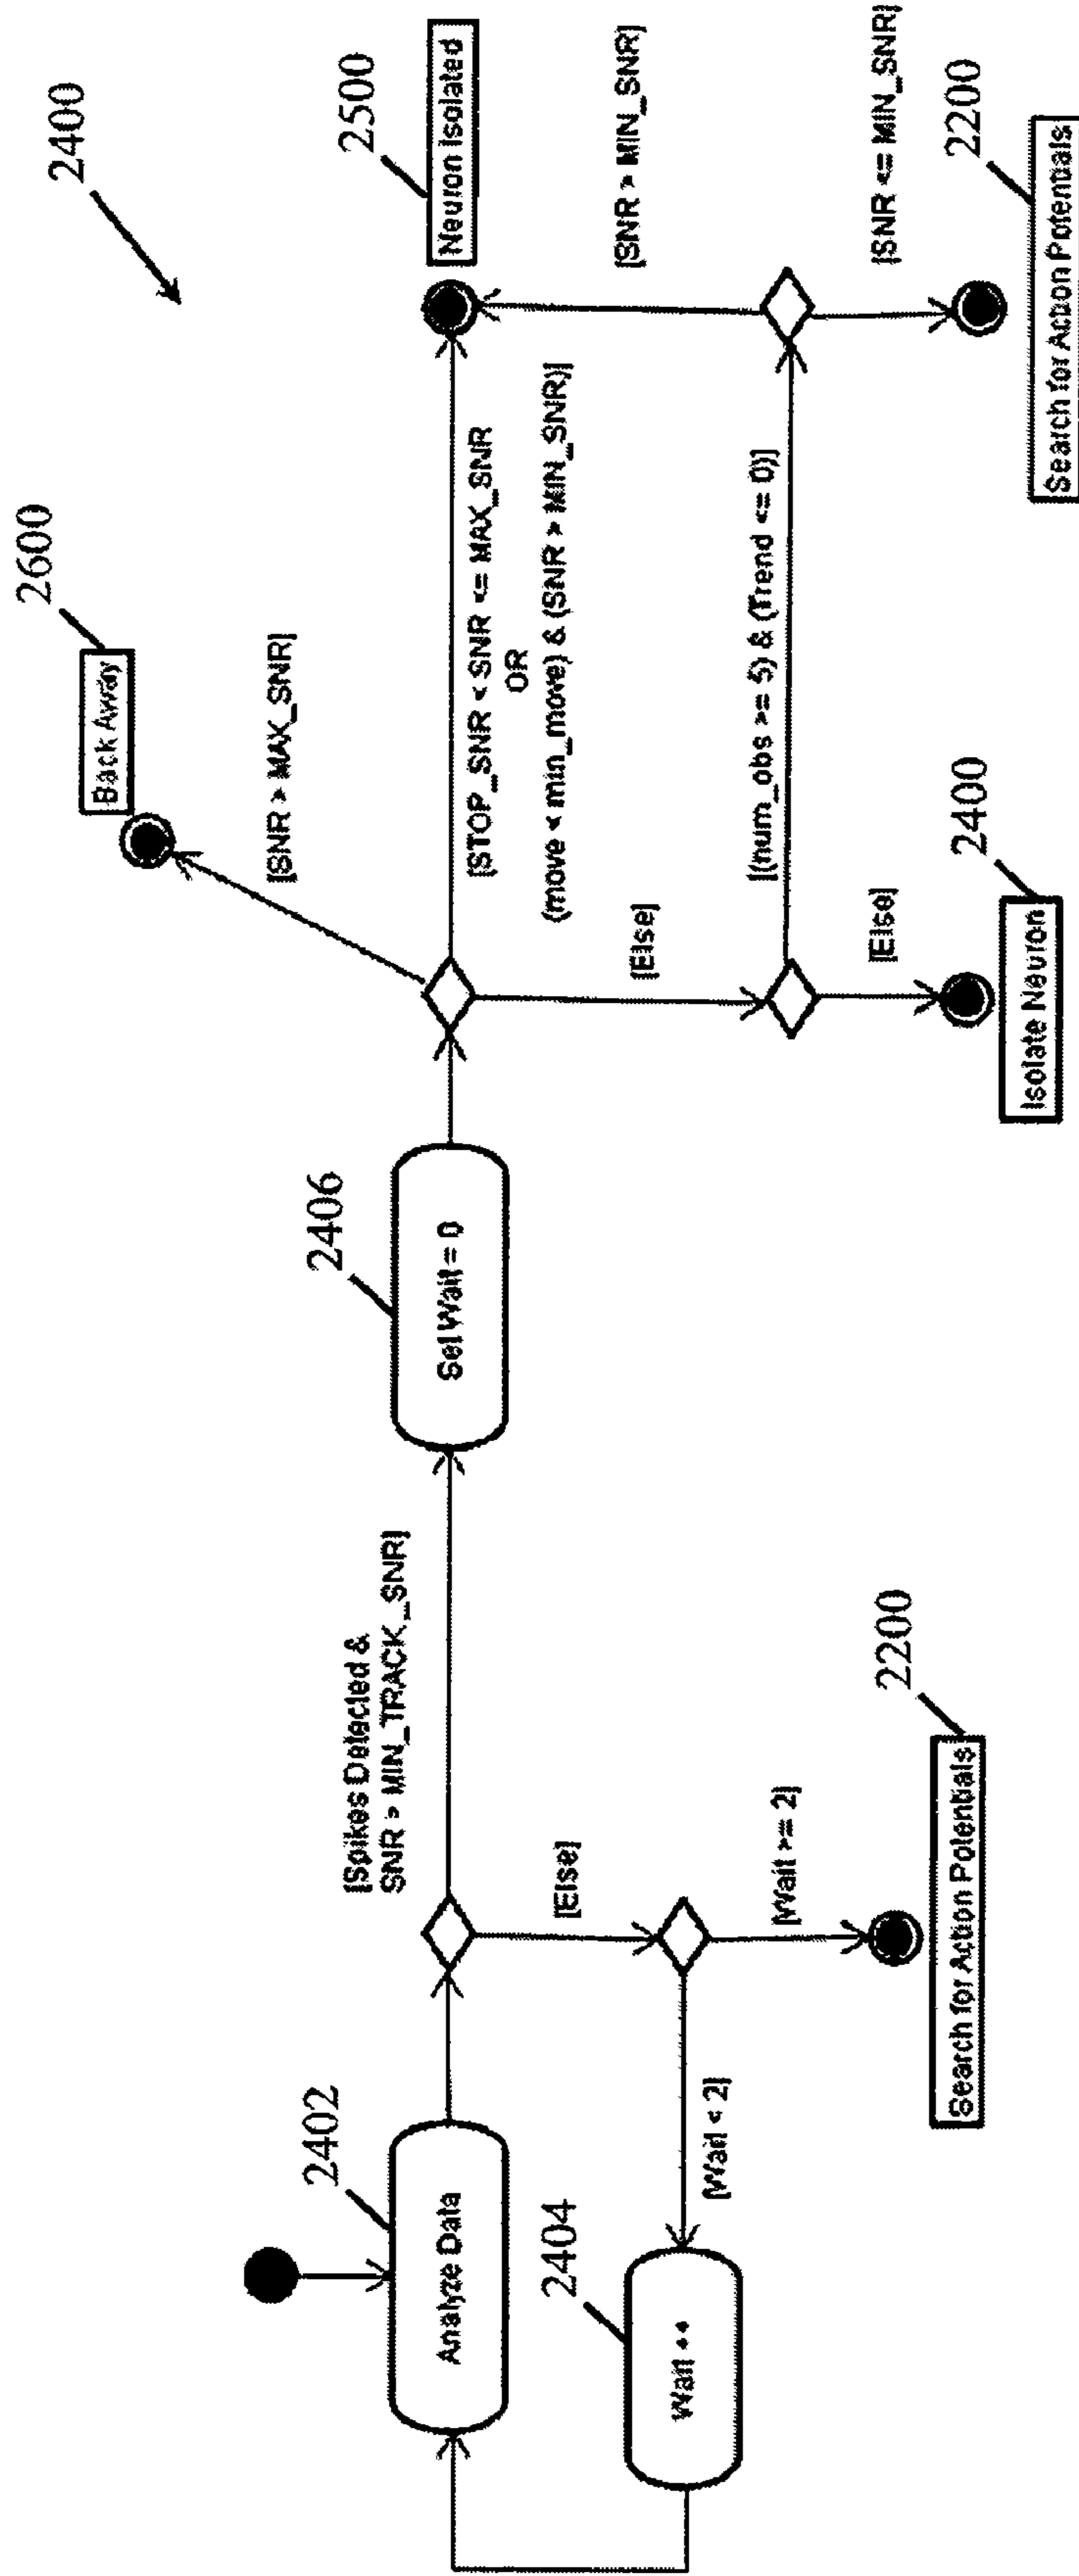 2400
2600
Back Away
[SNR > MAX_SNR]
2500
Neuron Isolated
2402
Analyze Data
[Spikes Detected &
SNR > MIN_TRACK_SNR]
2406
Set Wait = 0
[STOP_SNR < SNR <= MAX_SNR
OR
(move < min_move) & (SNR > MIN_SNR)]
[SNR > MIN_SNR]
[Else]
[Else]
2404
Wait ++
[Wait < 2]
[Wait >= 2]
[(num_obs >= 5) & (Trend <= 0)]
[Else]
[SNR <= MIN_SNR]
2200
Search for Action Potentials
2400
Isolate Neuron
2200
Search for Action Potentials